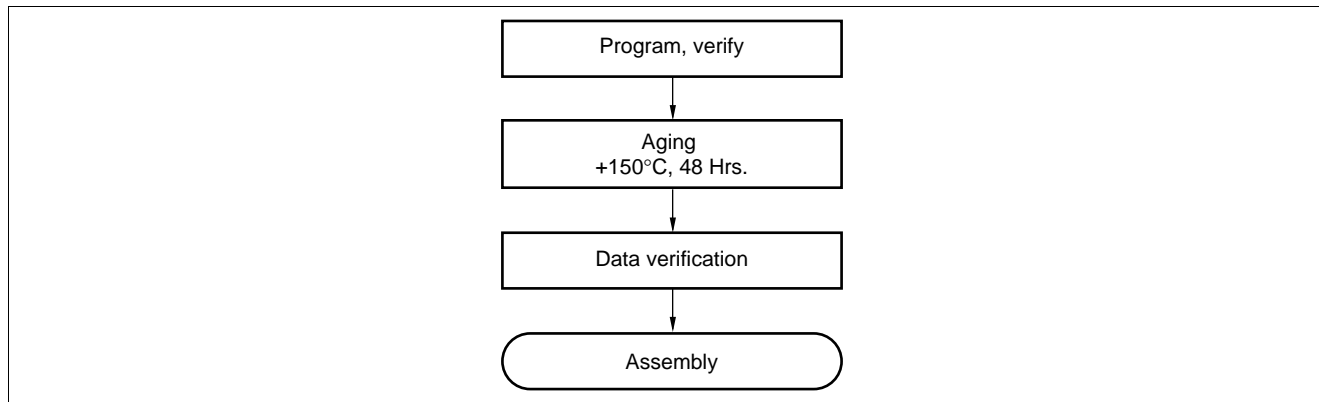 Program, verify
Aging
+150°C, 48 Hrs.
Data verification
Assembly